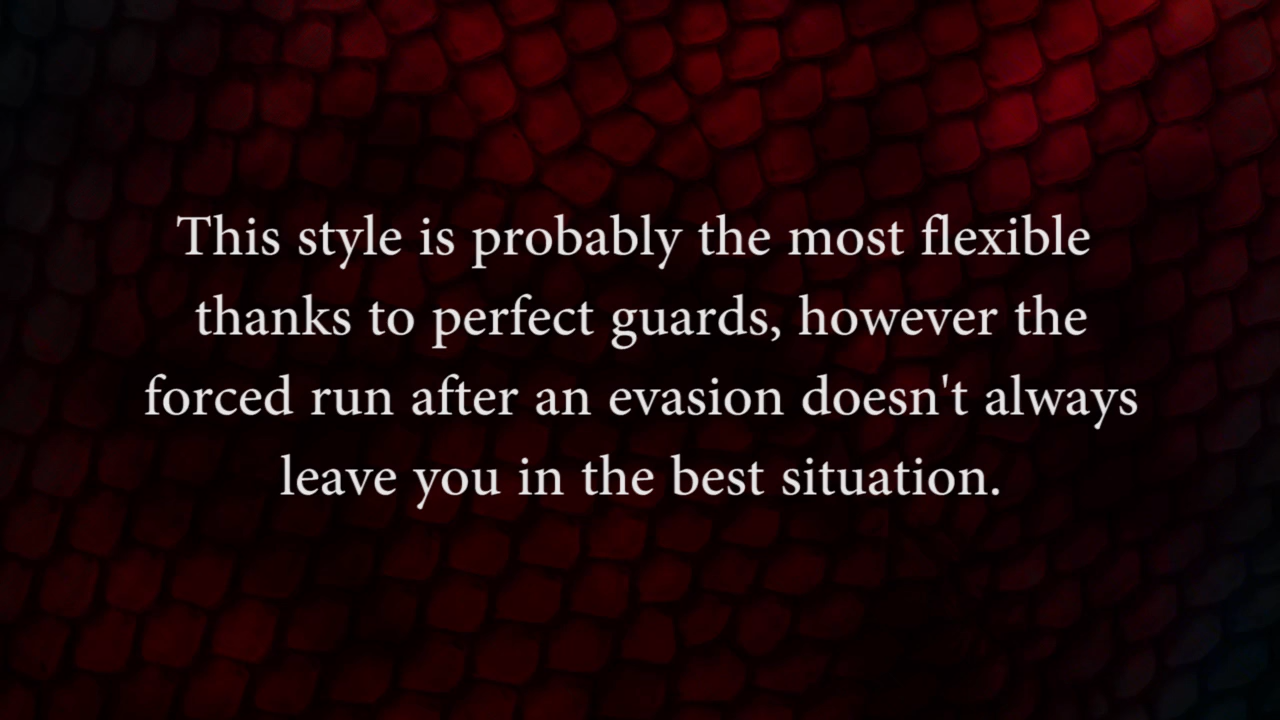 This style is probably the most flexible
thanks to perfect guards, however the
forced run after an evasion doesn't always
leave you in the best situation.